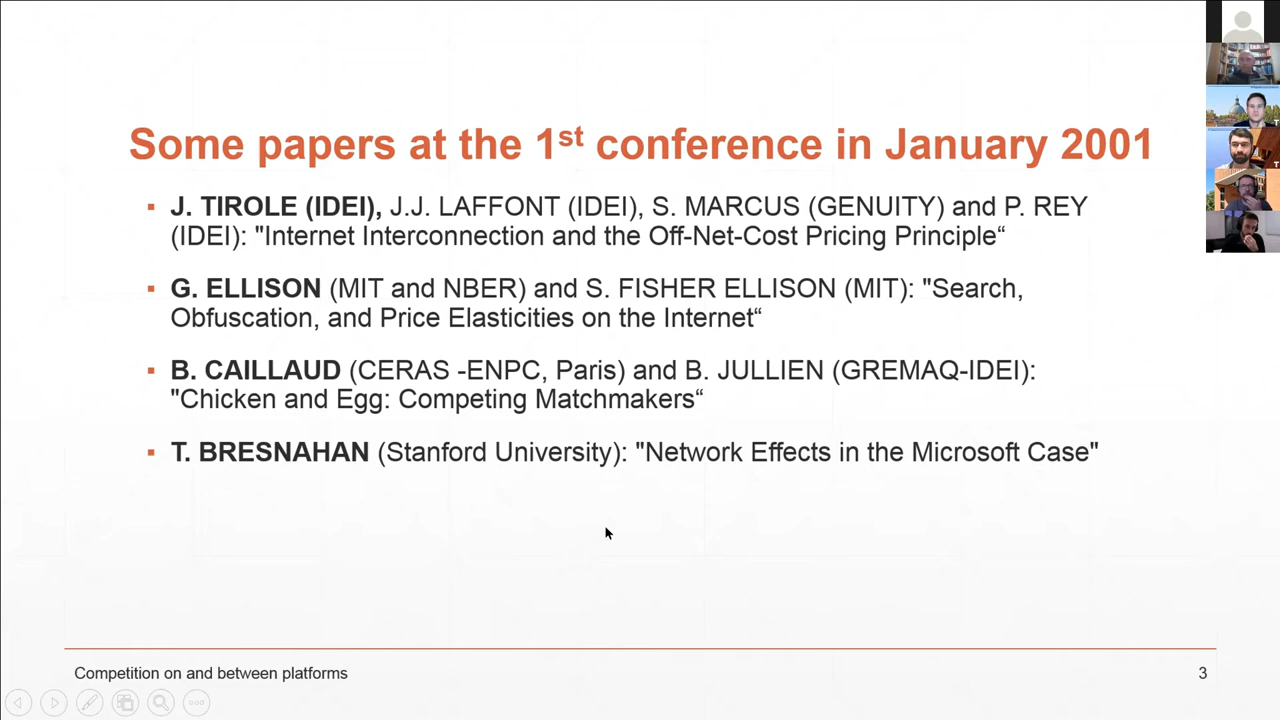 Some papers at the 1st conference in January 2001
▪ J. TIROLE (IDEI), J.J. LAFFONT (IDEI), S. MARCUS (GENUITY) and P. REY
(IDEI): "Internet Interconnection and the Off-Net-Cost Pricing Principle“
▪ G. ELLISON (MIT and NBER) and S. FISHER ELLISON (MIT): "Search,
Obfuscation, and Price Elasticities on the Internet“
▪ B. CAILLAUD (CERAS -ENPC, Paris) and B. JULLIEN (GREMAQ-IDEI):
"Chicken and Egg: Competing Matchmakers“
▪ T. BRESNAHAN (Stanford University): "Network Effects in the Microsoft Case"
Competition on and between platforms
3